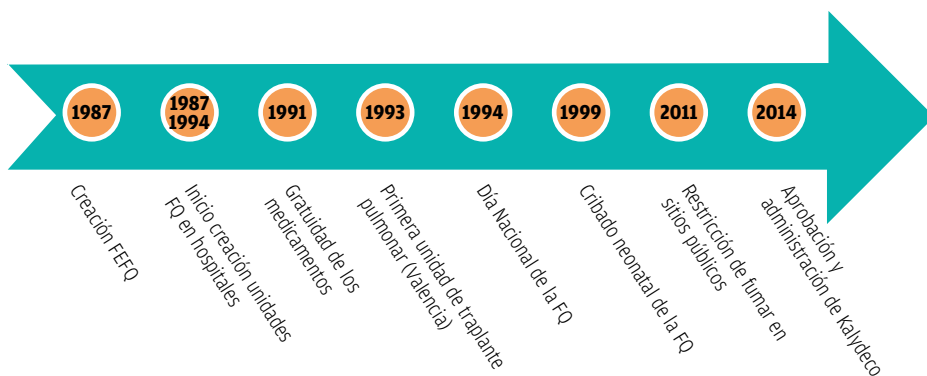 1987
1987
1994
1991
1993
1994
1999
2011
2014
Creación FEFQ
Inicio creación unidades
FQ en hospitales
Gratuidad de los
medicamentos
Primera unidad de traplante
pulmonar (Valencia)
Día Nacional de la FQ
Cribado neonatal de la FQ
Restricción de fumar en
sitios públicos
Aprobación y
administración de Kalydeco